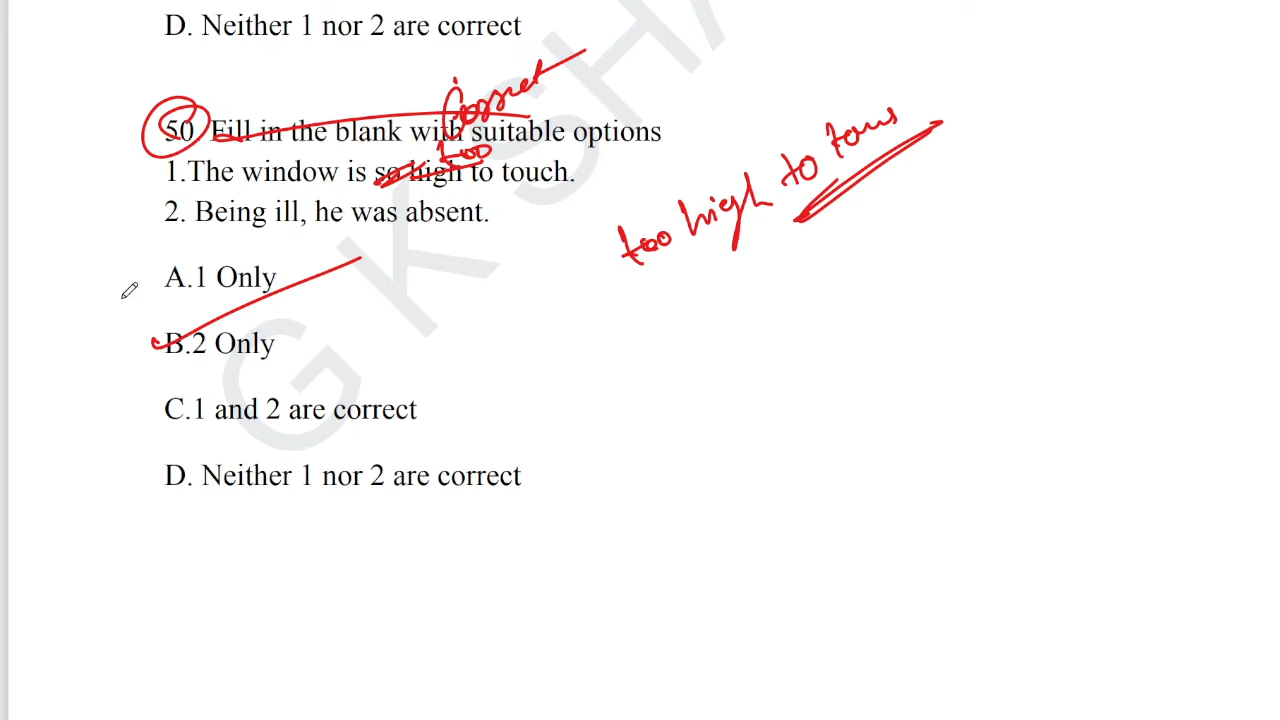 D. Neither 1 nor 2 are correct
Correct
50. Fill in the blank with suitable options
too
1.The window is so high to touch.
too high to
2. Being ill, he was absent.
A.1 Only
B.2 Only
C.1 and 2 are correct
D. Neither 1 nor 2 are correct
G K SHA